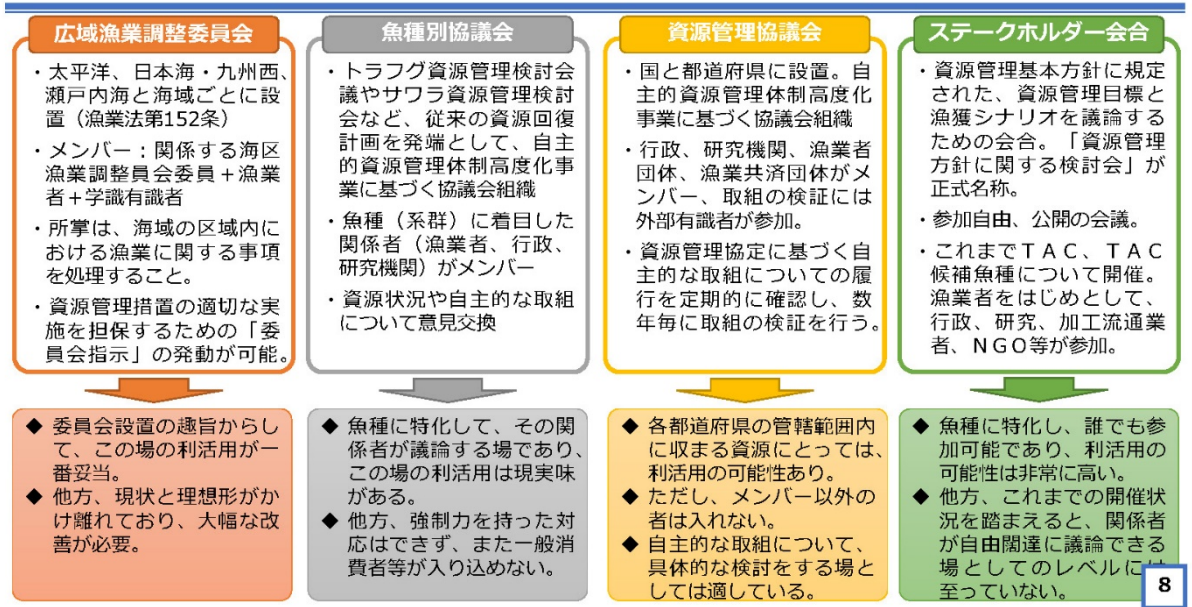 広域漁業調整委員会
・太平洋、日本海・九州西、
瀬戸内海と海域ごとに設
置（漁業法第152条）
・メンバー：関係する海区
漁業調整員会委員＋漁業
者＋学識有識者
・所掌は、海域の区域内に
おける漁業に関する事項
を処理すること。
・資源管理措置の適切な実
施を担保するための「委
員会指示」の発動が可能。
魚種別協議会
・トラフグ資源管理検討会
議やサワラ資源管理検討
会など、従来の資源回復
計画を発端として、自主
的資源管理体制高度化事
業に基づく協議会組織
・魚種（系群）に着目した
関係者（漁業者、行政、
研究機関）がメンバー
・資源状況や自主的な取組
について意見交換
資源管理協議会
・国と都道府県に設置。自
主的資源管理体制高度化
事業に基づく協議会組織
・行政、研究機関、漁業者
団体、漁業共済団体がメ
ンバー、取組の検証には
外部有識者が参加。
・資源管理協定に基づく自
主的な取組についての履
行を定期的に確認し、数
年毎に取組の検証を行う。
ステークホルダー会合
・資源管理基本方針に規定
された、資源管理目標と
漁獲シナリオを議論する
ための会合。「資源管理
方針に関する検討会」が
正式名称。
・参加自由、公開の会議。
・これまでＴＡＣ、ＴＡＣ
候補魚種について開催。
漁業者をはじめとして、
行政、研究、加工流通業
者、ＮＧＯ等が参加。
◆ 委員会設置の趣旨からし
て、この場の利活用が一
番妥当。
◆ 他方、現状と理想形がか
け離れており、大幅な改
善が必要。
◆ 魚種に特化して、その関
係者が議論する場であり、
この場の利活用は現実味
がある。
◆ 他方、強制力を持った対
応はできず、また一般消
費者等が入り込めない。
◆ 各都道府県の管轄範囲内
に収まる資源にとっては、
利活用の可能性あり。
◆ ただし、メンバー以外の
者は入れない。
◆ 自主的な取組について、
具体的な検討をする場と
しては適している。
◆ 魚種に特化し、誰でも参
加可能であり、利活用の
可能性は非常に高い。
◆ 他方、これまでの開催状
況を踏まえると、関係者
が自由闊達に議論できる
場としてのレベルには
至っていない。
8